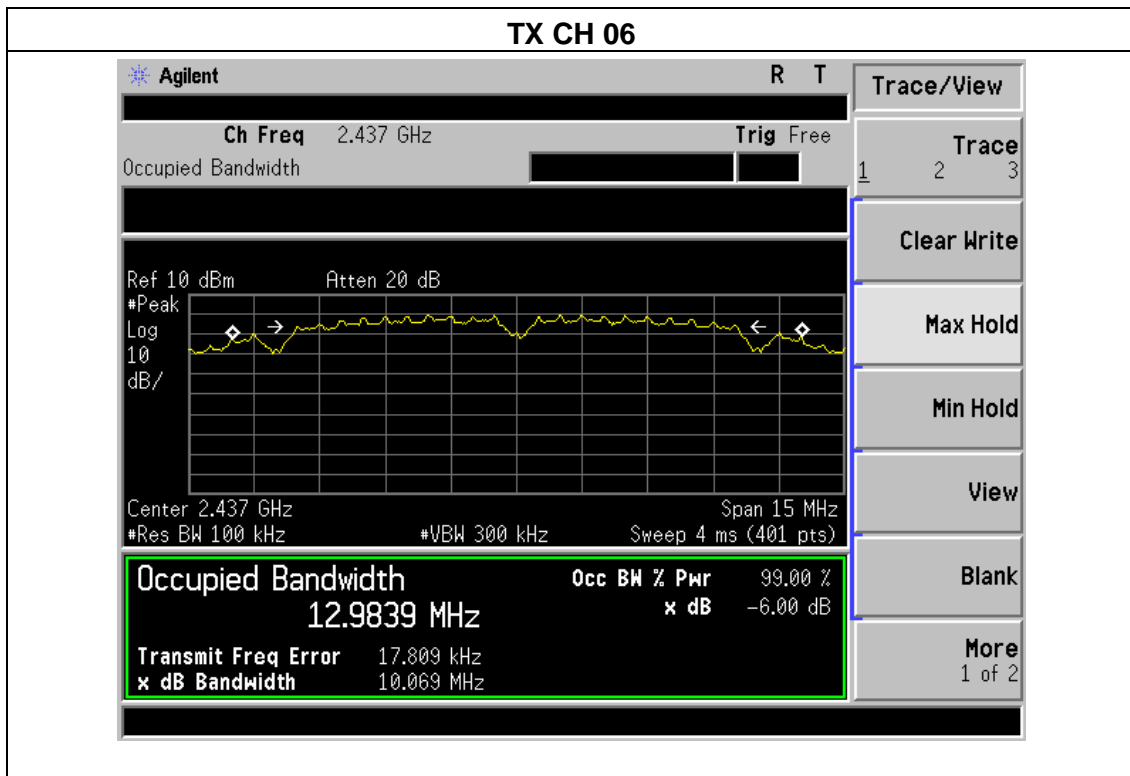 TX CH 06
Agilent R T
Ch Freq 2.437 GHz Trig Free
Occupied Bandwidth
Ref 10 dBm Atten 20 dB
#Peak
Log
10
dB/
Center 2.437 GHz Span 15 MHz
#Res BW 100 kHz #VBW 300 kHz Sweep 4 ms (401 pts)
Occupied Bandwidth
12.9839 MHz
Occ BW % Pwr 99.00 %
x dB -6.00 dB
Transmit Freq Error 17.809 kHz
x dB Bandwidth 10.069 MHz
Trace/View
Trace
1 2 3
Clear Write
Max Hold
Min Hold
View
Blank
More
1 of 2